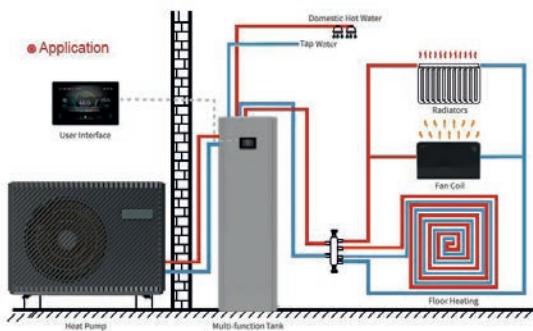 Domestic Hot Water
Tap Water
Application
User Interface
Radiators
Fan Coil
Floor Heating
Heat Pump
Multi-function Tank